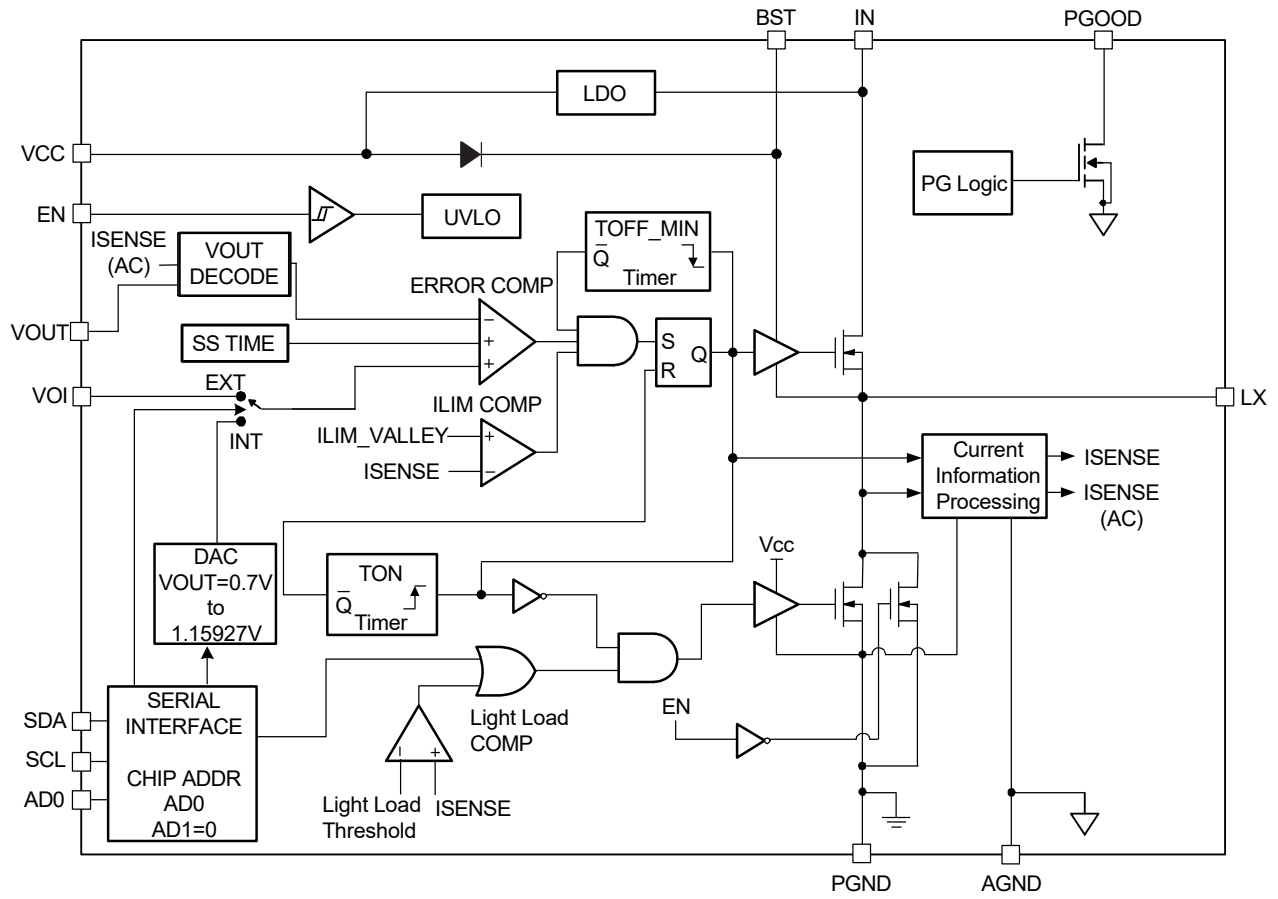 BST
IN
PGOOD
LDO
VCC
PG Logic
EN
UVLO
ISENSE
(AC)
VOUT
DECODE
TOFF_MIN
Q̅
Timer
ERROR COMP
VOUT
SS TIME
−
+
+
S
R
Q
VOI
EXT
INT
ILIM COMP
ILIM_VALLEY
+
ISENSE
−
LX
Current
Information
Processing
ISENSE
ISENSE
(AC)
DAC
VOUT=0.7V
to
1.15927V
TON
Q̅
Timer
Vcc
SERIAL
INTERFACE
CHIP ADDR
AD0
AD1=0
SDA
SCL
AD0
Light Load
COMP
−
+
Light Load
Threshold
ISENSE
EN
PGND
AGND